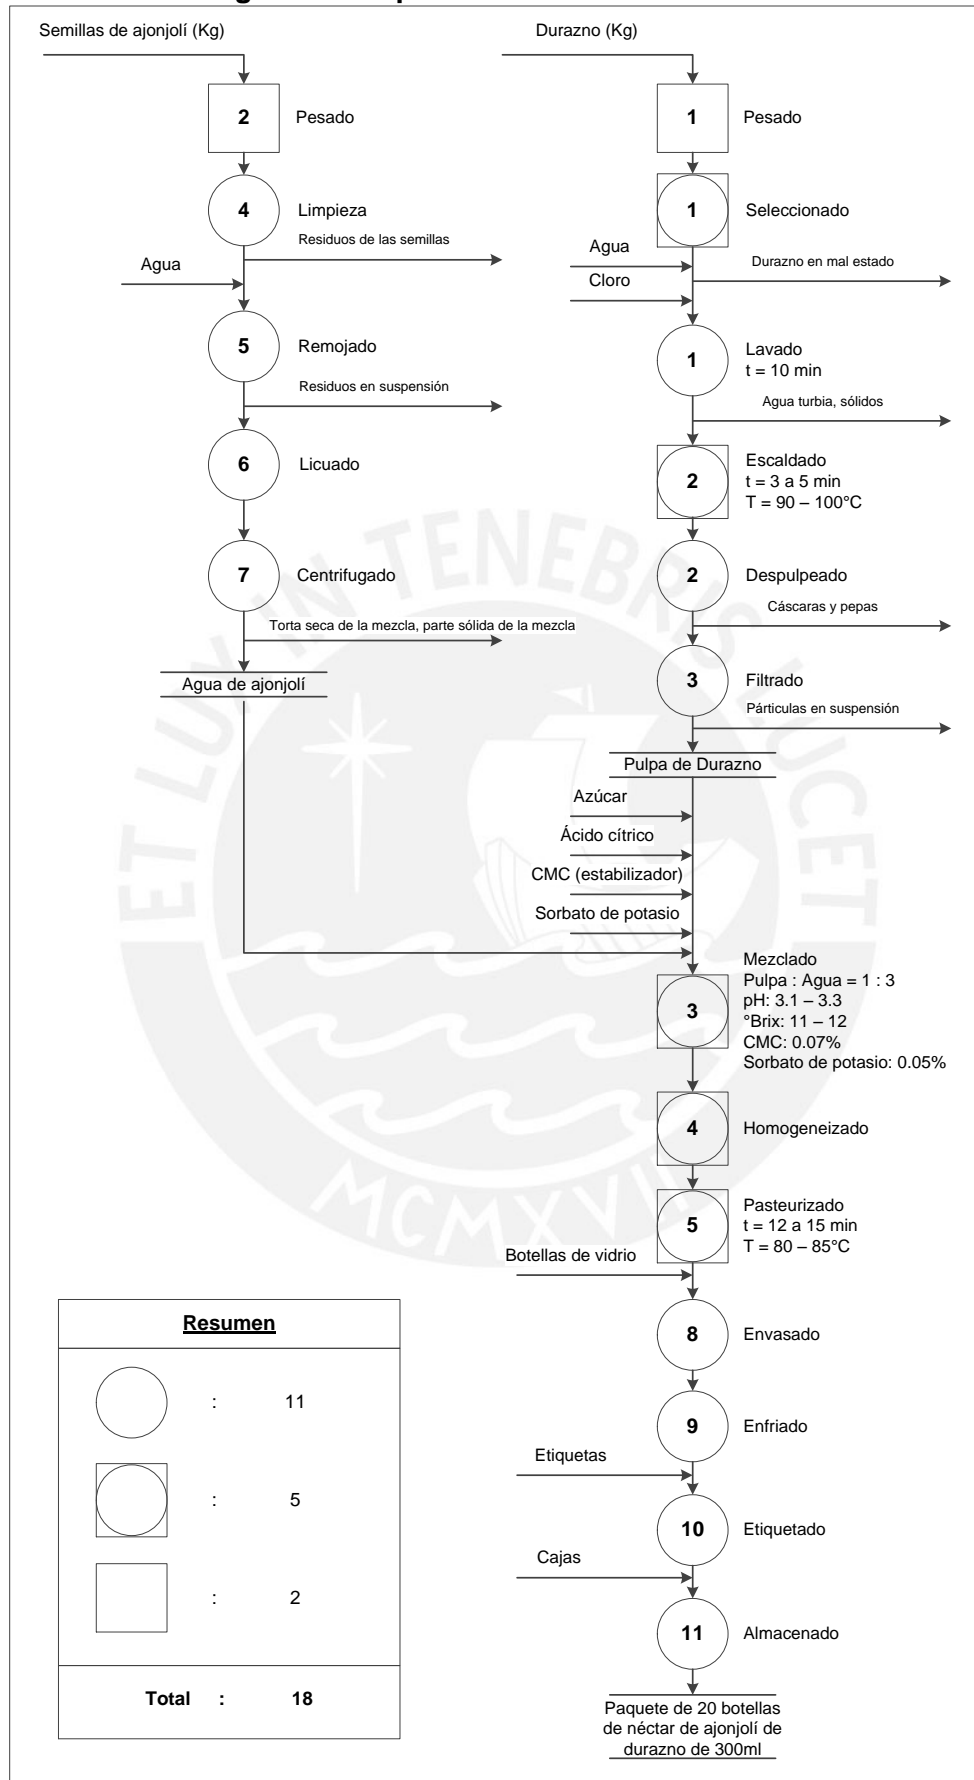 Semillas de ajonjolí (Kg)
2
Pesado
4
Limpieza
Residuos de las semillas
Agua
5
Remojado
Residuos en suspensión
6
Licuado
7
Centrifugado
Torta seca de la mezcla, parte sólida de la mezcla
Agua de ajonjolí
Durazno (Kg)
1
Pesado
1
Seleccionado
Agua
Durazno en mal estado
Cloro
1
Lavado
t = 10 min
Agua turbia, sólidos
2
Escaldado
t = 3 a 5 min
T = 90 – 100°C
2
Despulpeado
Cáscaras y pepas
3
Filtrado
Párticulas en suspensión
Pulpa de Durazno
Azúcar
Ácido cítrico
CMC (estabilizador)
Sorbato de potasio
3
Mezclado
Pulpa : Agua = 1 : 3
pH: 3.1 – 3.3
°Brix: 11 – 12
CMC: 0.07%
Sorbato de potasio: 0.05%
4
Homogeneizado
5
Pasteurizado
t = 12 a 15 min
T = 80 – 85°C
Botellas de vidrio
8
Envasado
9
Enfriado
Etiquetas
10
Etiquetado
Cajas
11
Almacenado
Paquete de 20 botellas
de néctar de ajonjolí de
durazno de 300ml
Resumen
: 11
: 5
: 2
Total : 18
ET LUX IN TENEBRIS LUCET
MCMXVII